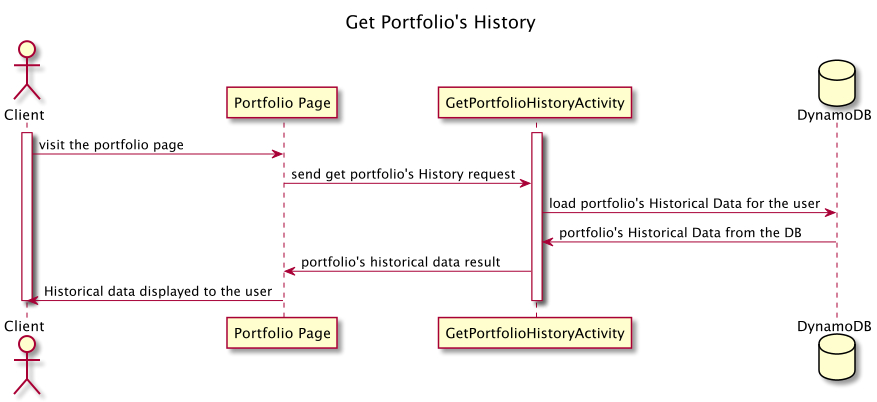 Get Portfolio's History
Client
Portfolio Page
GetPortfolioHistoryActivity
DynamoDB
visit the portfolio page
send get portfolio's History request
load portfolio's Historical Data for the user
portfolio's Historical Data from the DB
portfolio's historical data result
Historical data displayed to the user
Client
Portfolio Page
GetPortfolioHistoryActivity
DynamoDB